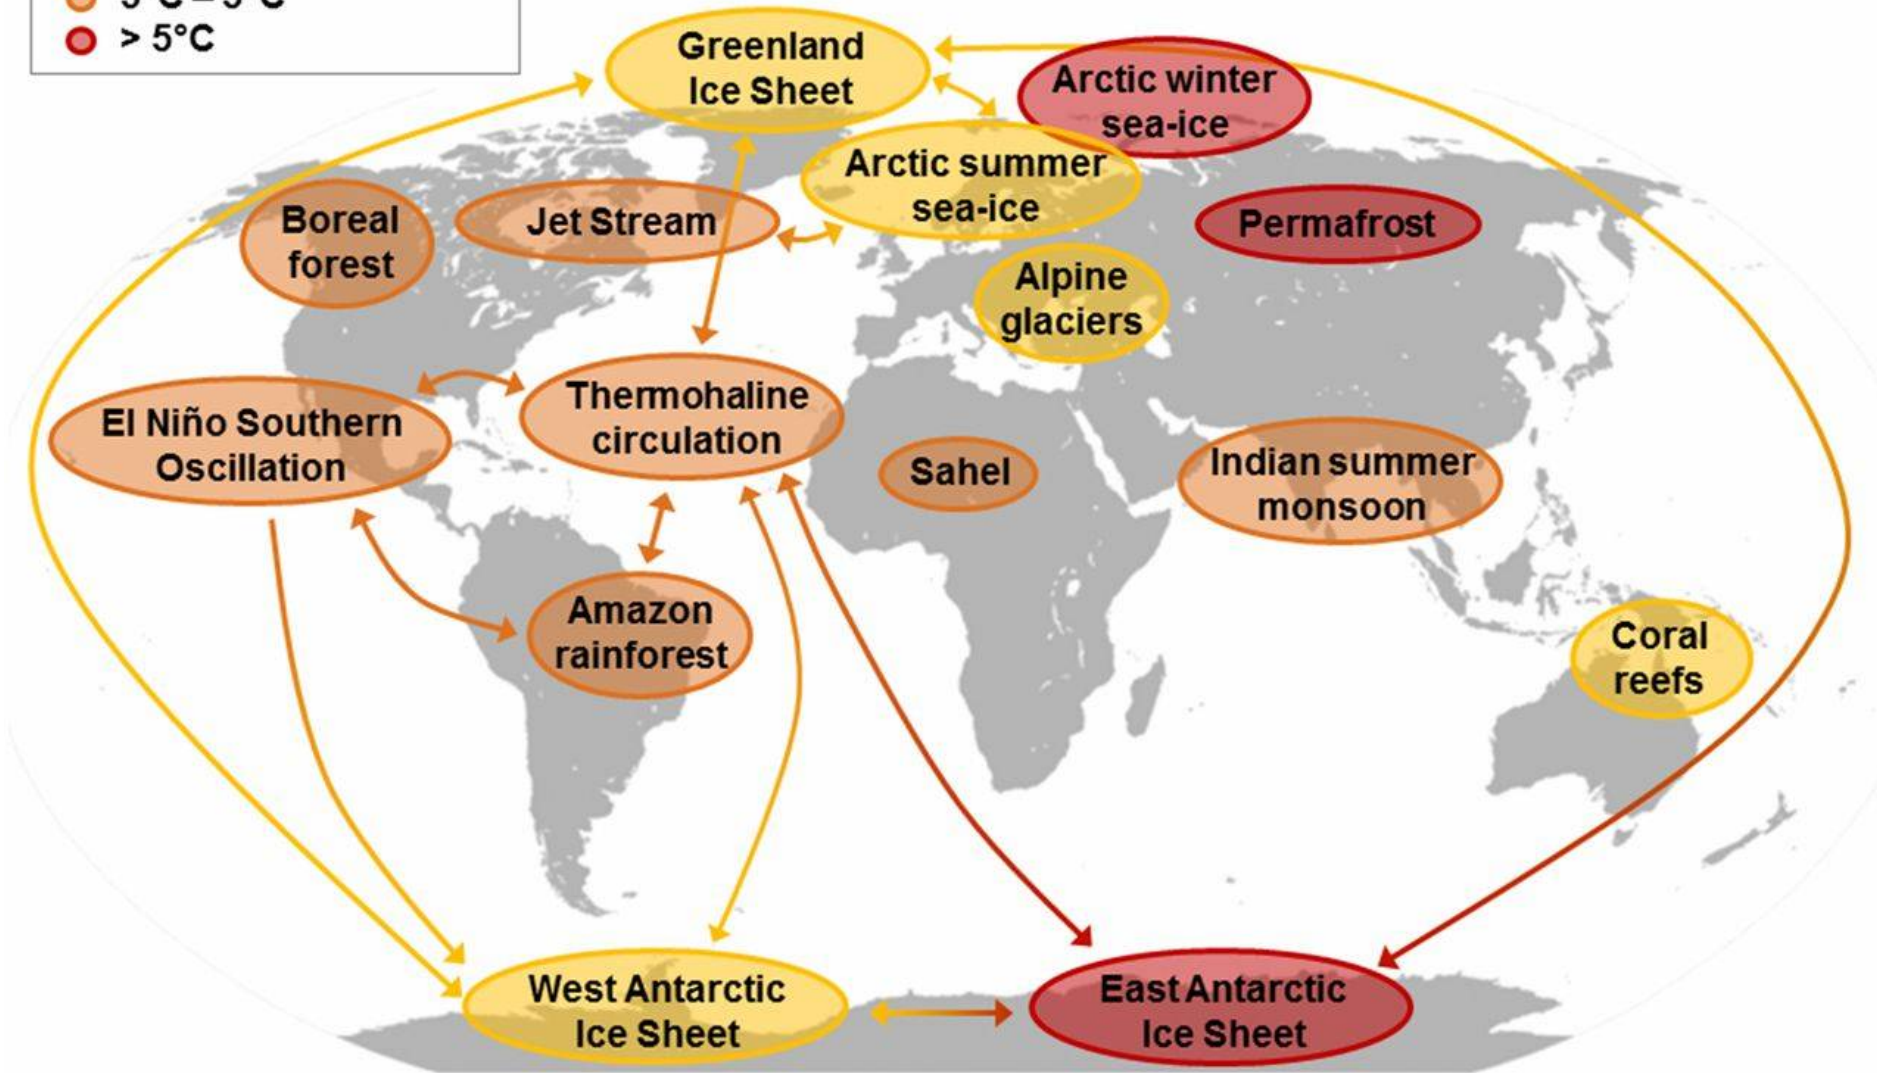 3°C – 5°C
> 5°C
Greenland
Ice Sheet
Arctic winter
sea-ice
Arctic summer
sea-ice
Boreal
forest
Jet Stream
Permafrost
Alpine
glaciers
El Niño Southern
Oscillation
Thermohaline
circulation
Sahel
Indian summer
monsoon
Amazon
rainforest
Coral
reefs
West Antarctic
Ice Sheet
East Antarctic
Ice Sheet